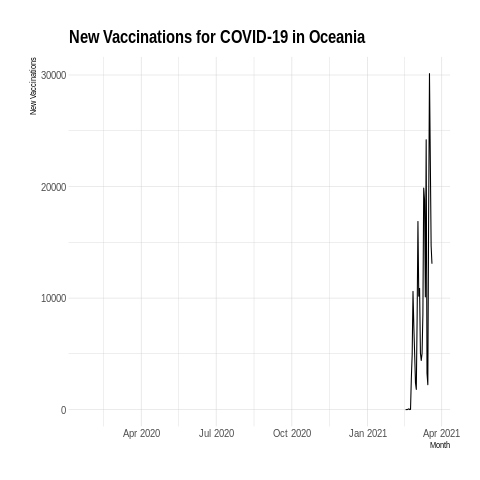 New Vaccinations for COVID-19 in Oceania
New Vaccinations
30000
20000
10000
0
Apr 2020 Jul 2020 Oct 2020 Jan 2021 Apr 2021
Month